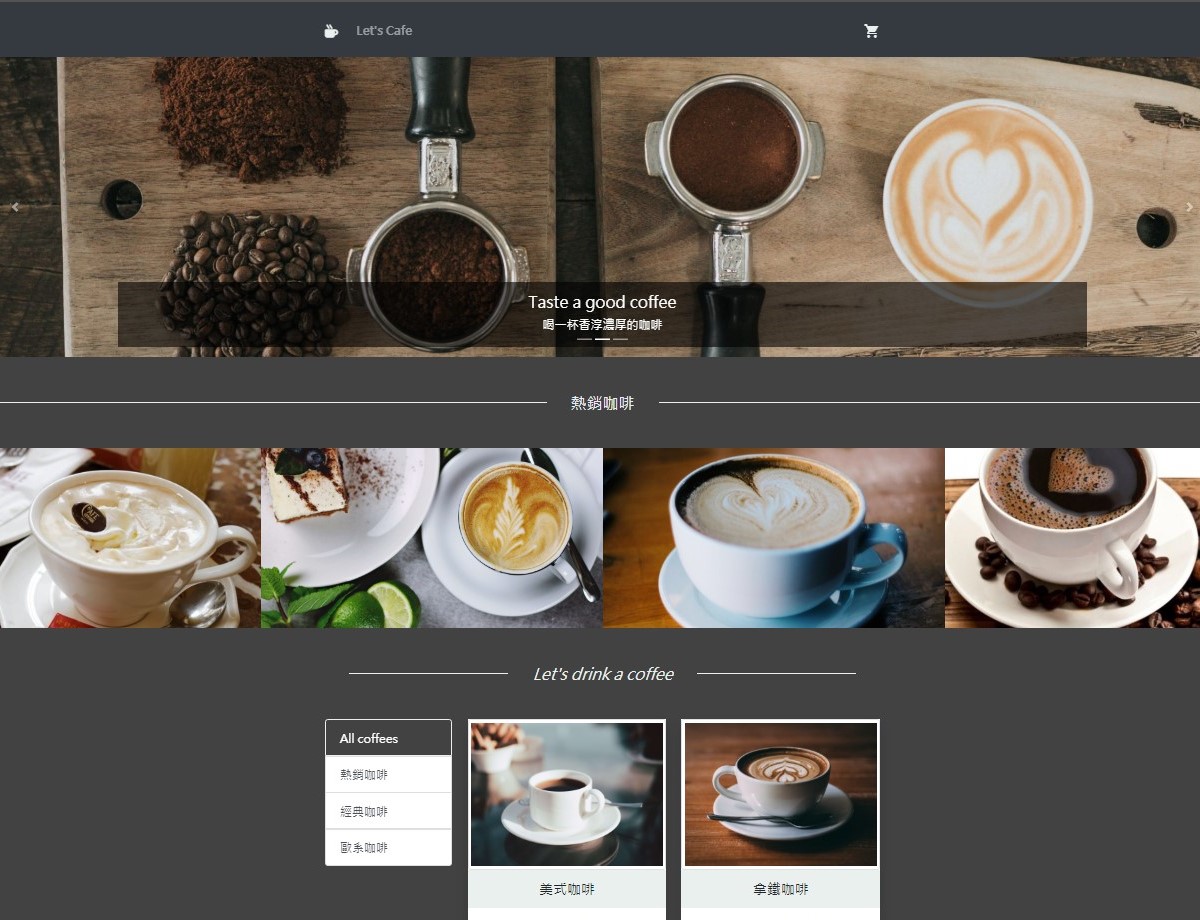 Let's Cafe
Taste a good coffee
喝一杯香淳濃厚的咖啡
熱銷咖啡
Let's drink a coffee
All coffees
熱銷咖啡
經典咖啡
歐系咖啡
美式咖啡
拿鐵咖啡